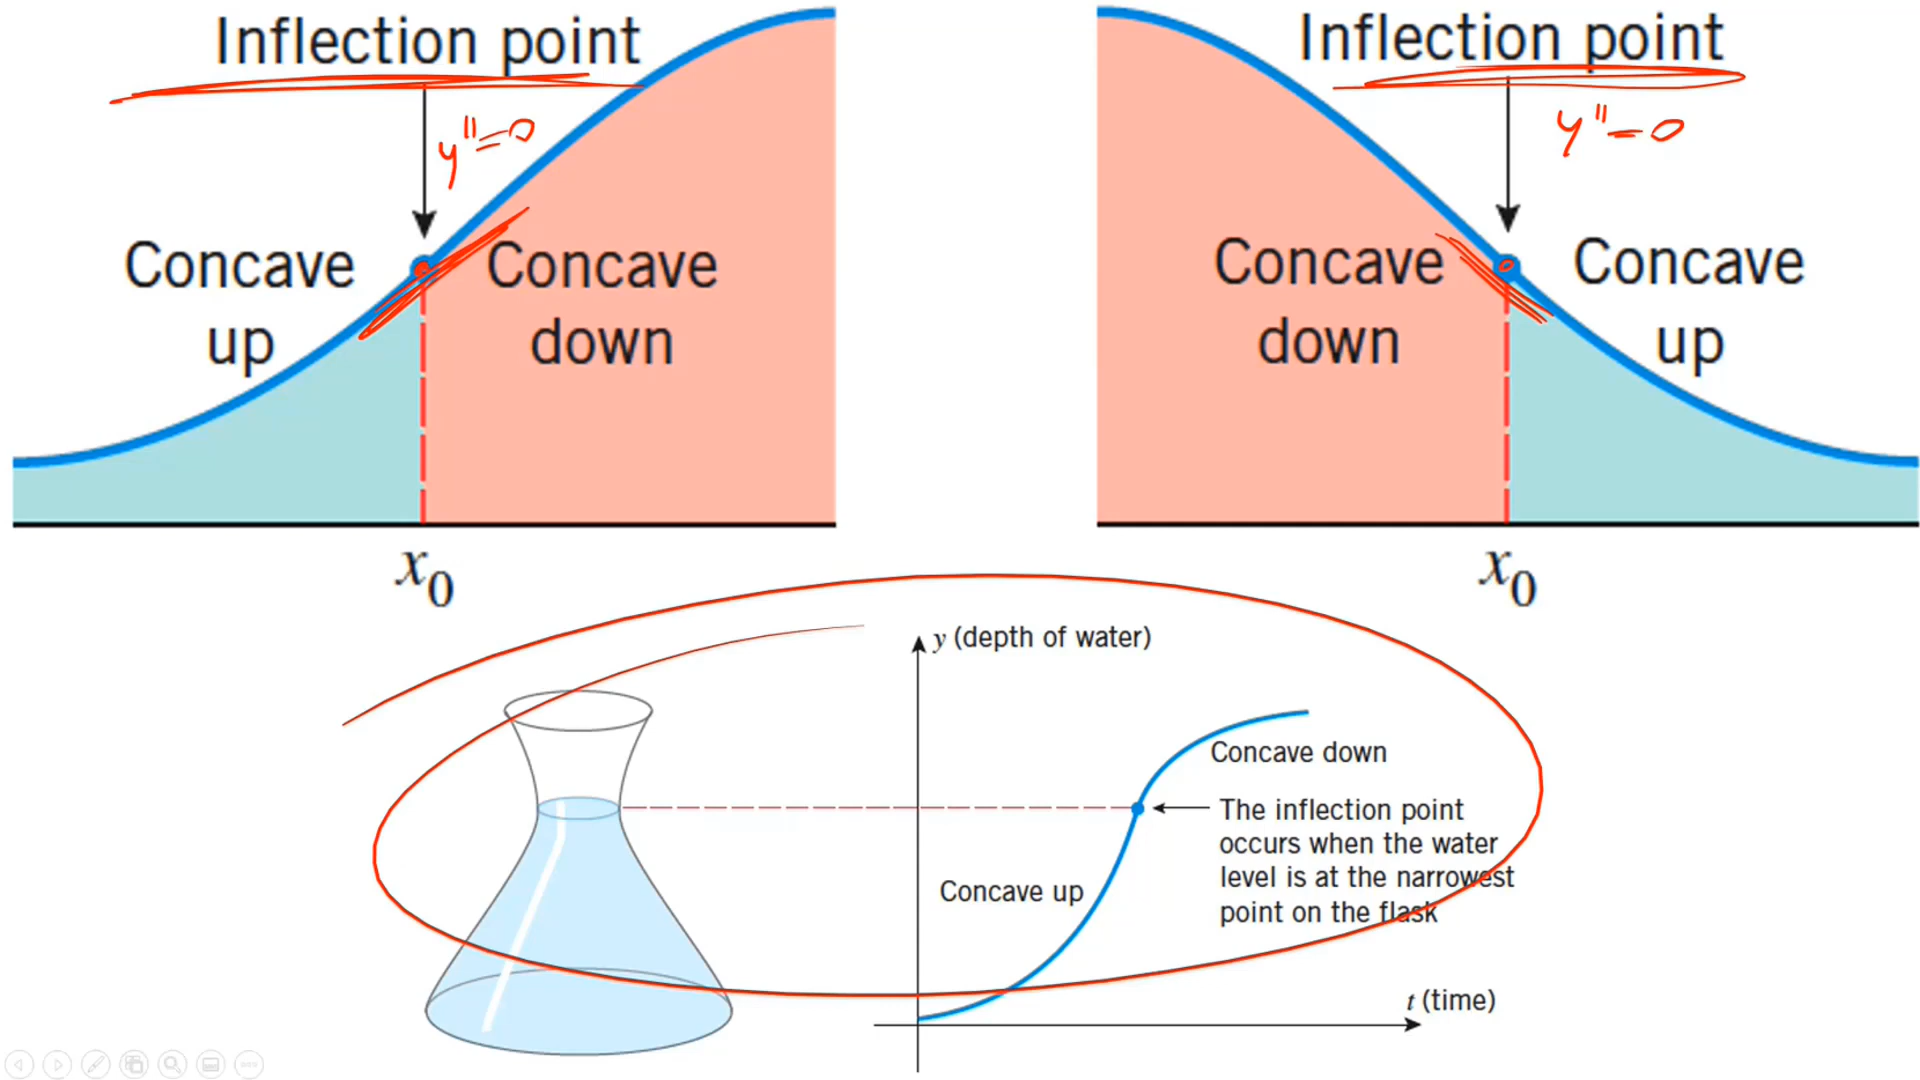 Inflection point
y''=0
Concave
up
Concave
down
x0
Inflection point
y''=0
Concave
down
Concave
up
x0
y (depth of water)
Concave down
The inflection point
occurs when the water
level is at the narrowest
point on the flask
Concave up
t (time)